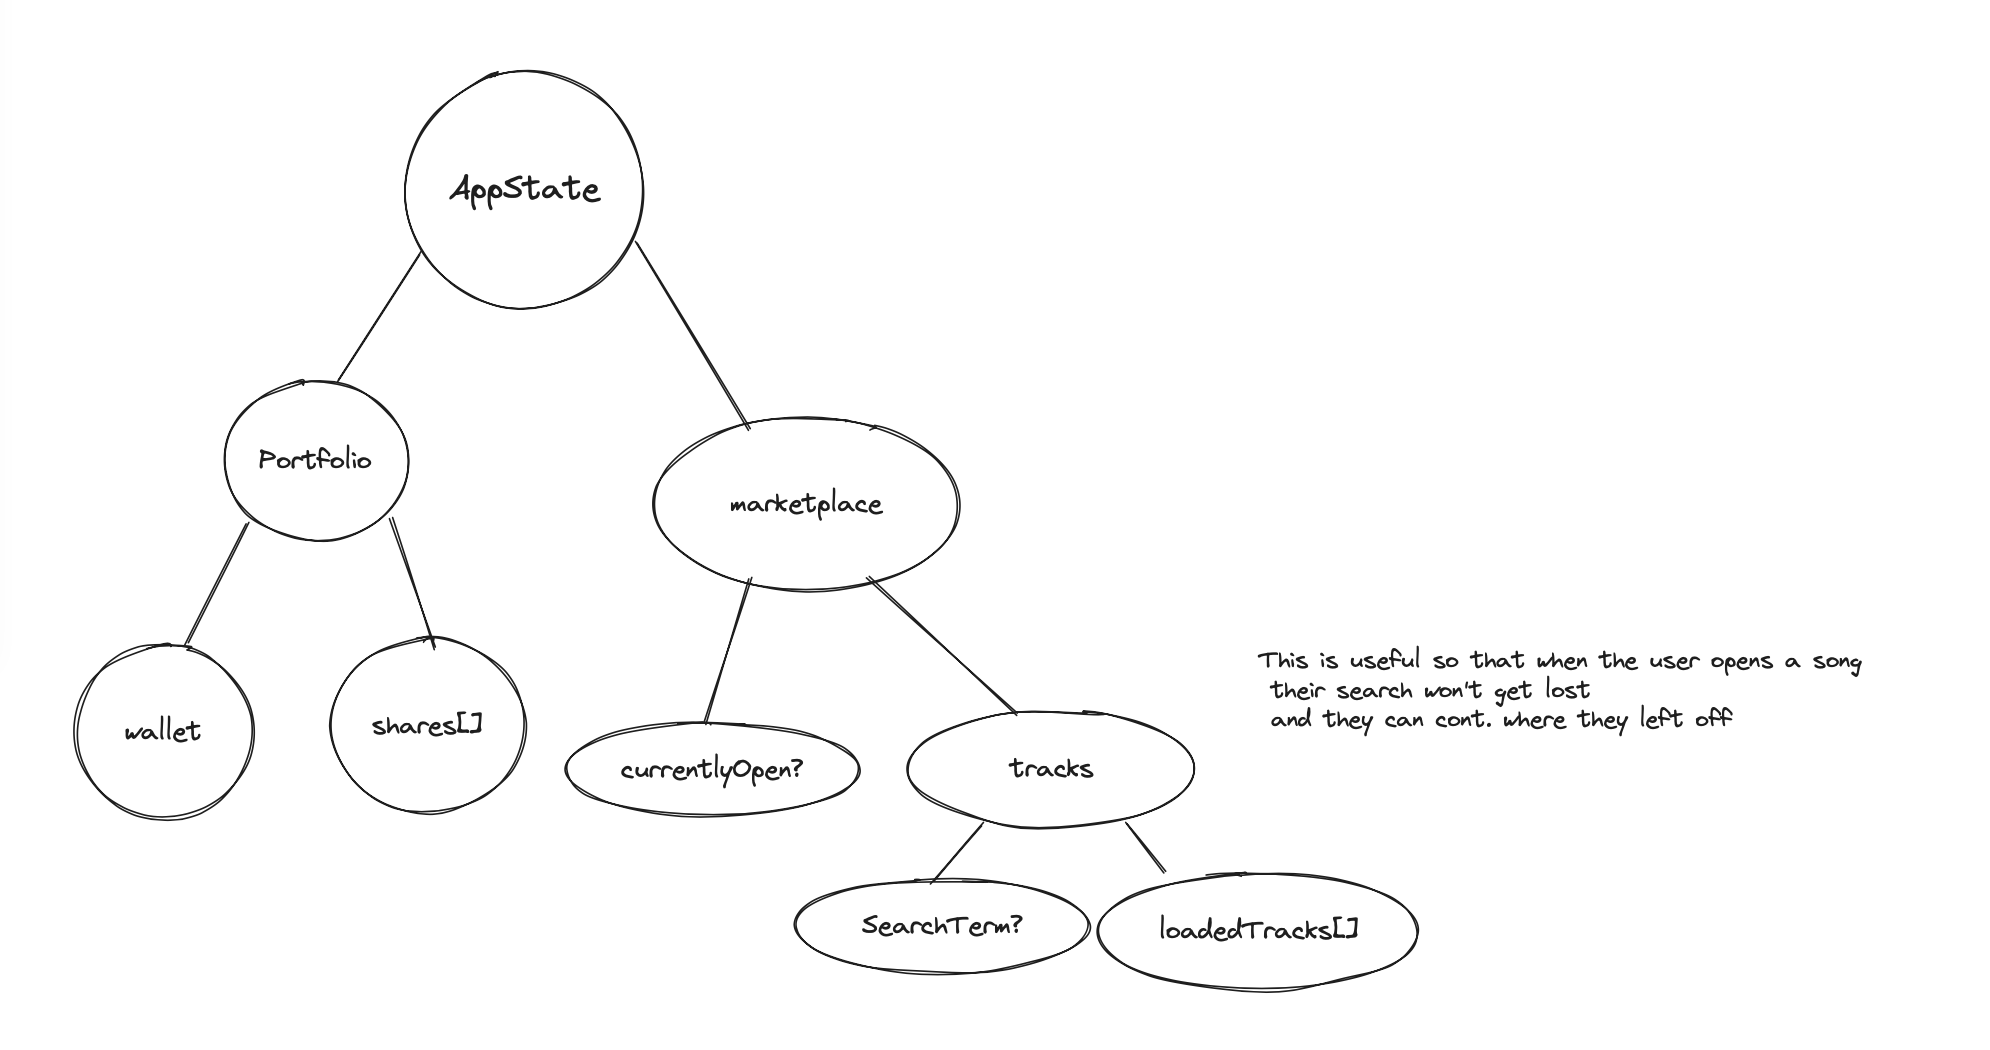 AppState
Portfolio
marketplace
wallet
shares[]
currentlyOpen?
tracks
This is useful so that when the user opens a song
their search won't get lost
and they can cont. where they left off
SearchTerm?
loadedTracks[]